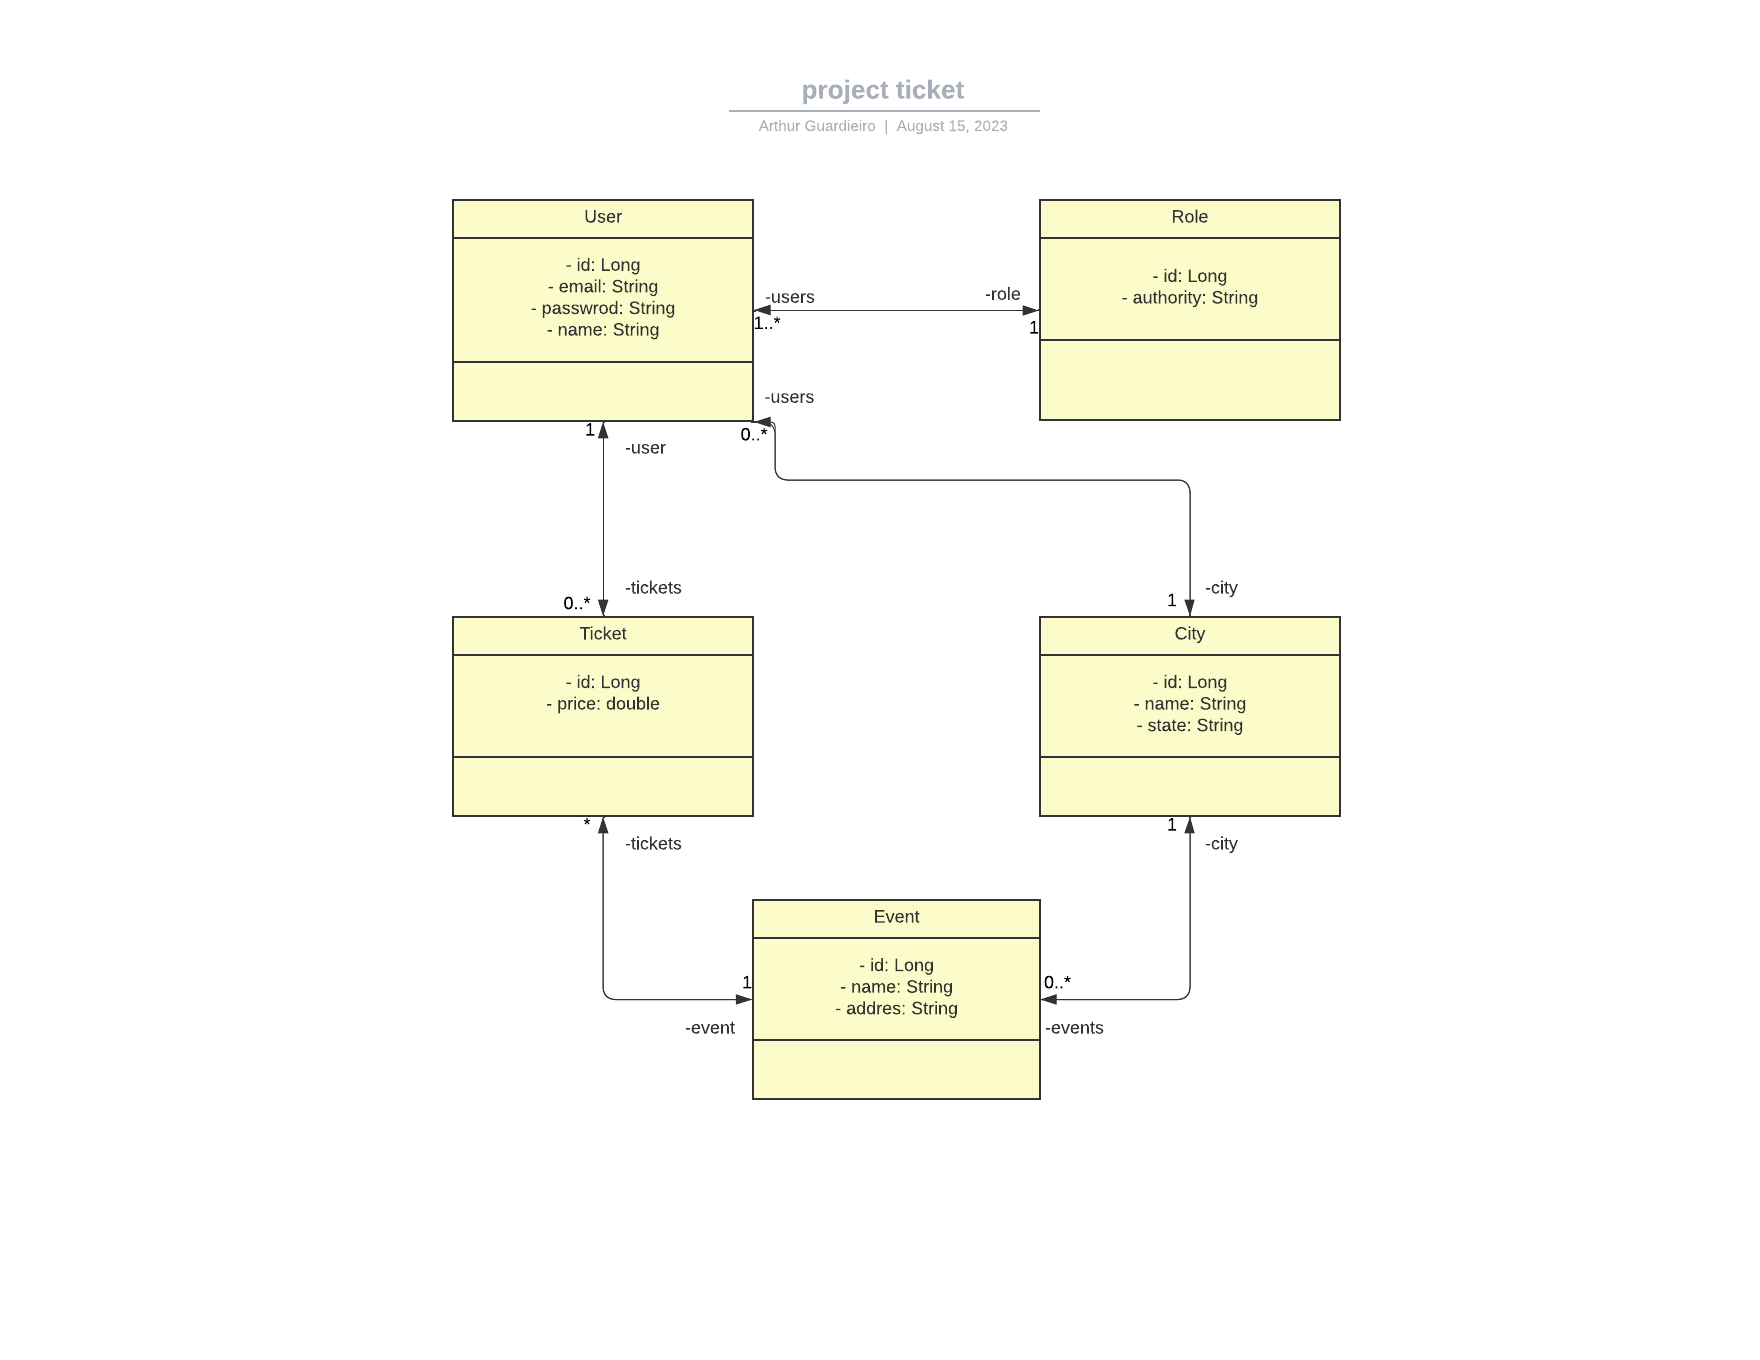 project ticket
Arthur Guardieiro | August 15, 2023
User
- id: Long
- email: String
- passwrod: String
- name: String
Role
- id: Long
- authority: String
-users
1..*
-role
1
-users
0..*
1
-user
-tickets
0..*
-city
1
Ticket
- id: Long
- price: double
City
- id: Long
- name: String
- state: String
*
-tickets
1
-city
Event
- id: Long
- name: String
- addres: String
1
-event
0..*
-events